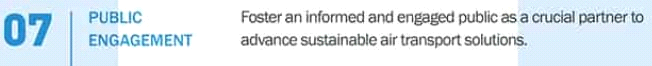 07
PUBLIC
ENGAGEMENT
Foster an informed and engaged public as a crucial partner to
advance sustainable air transport solutions.